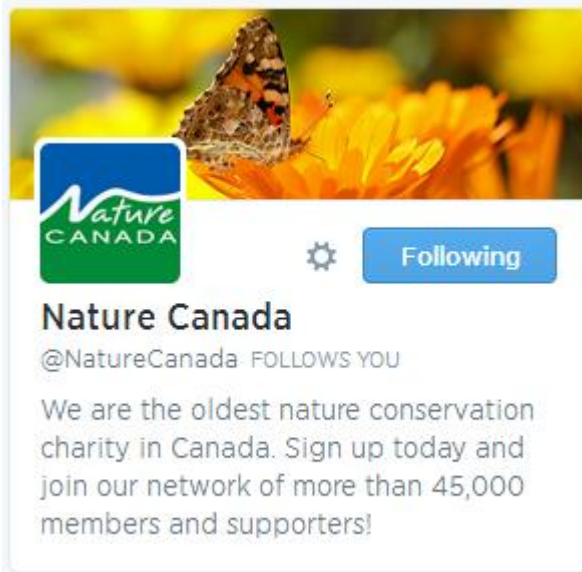 Nature
CANADA
Following
Nature Canada
@NatureCanada FOLLOWS YOU
We are the oldest nature conservation
charity in Canada. Sign up today and
join our network of more than 45,000
members and supporters!